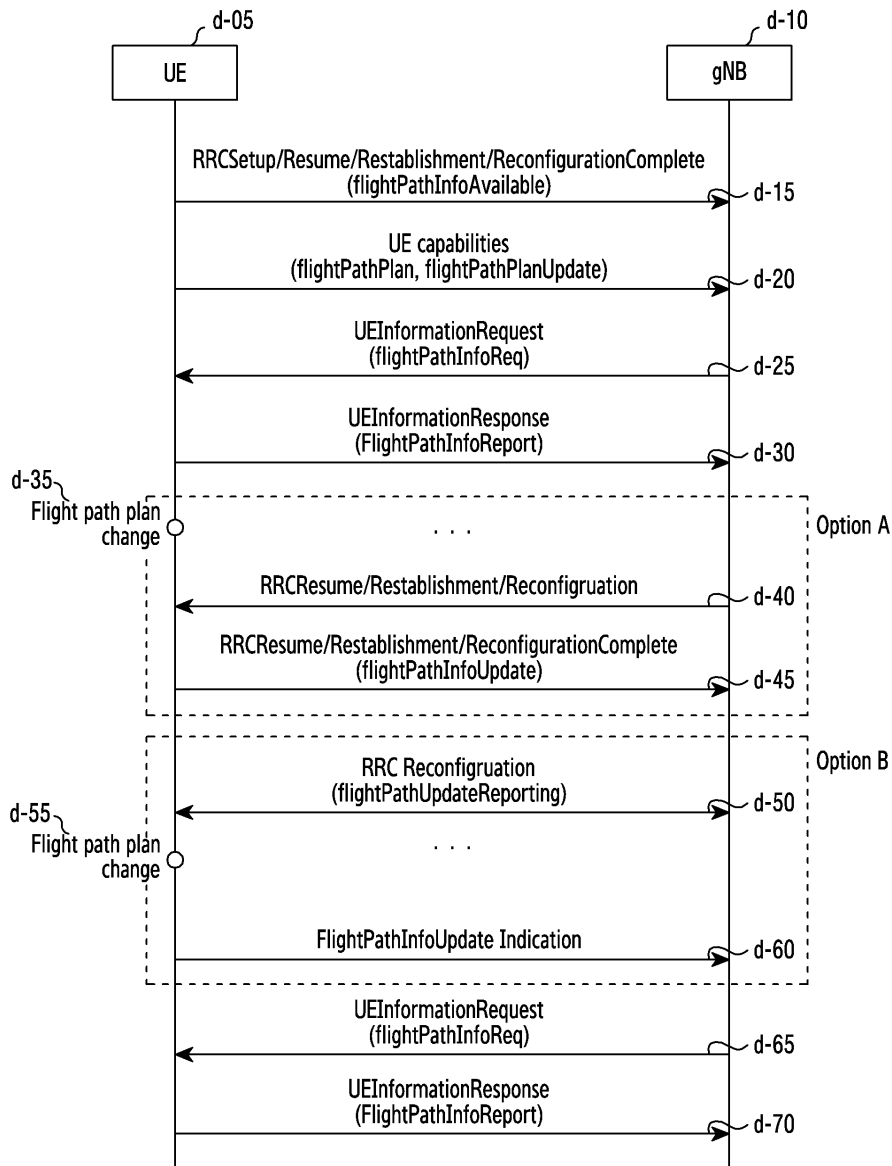 d-05
d-10
UE
gNB
RRCSetup/Resume/Restablishment/ReconfigurationComplete
(flightPathInfoAvailable)
d-15
UE capabilities
(flightPathPlan, flightPathPlanUpdate)
d-20
UEInformationRequest
(flightPathInfoReq)
d-25
UEInformationResponse
(FlightPathInfoReport)
d-30
d-35
Flight path plan
change
. . .
Option A
RRCResume/Restablishment/Reconfigruation
d-40
RRCResume/Restablishment/ReconfigurationComplete
(flightPathInfoUpdate)
d-45
Option B
RRC Reconfigruation
(flightPathUpdateReporting)
d-50
d-55
Flight path plan
change
. . .
FlightPathInfoUpdate Indication
d-60
UEInformationRequest
(flightPathInfoReq)
d-65
UEInformationResponse
(FlightPathInfoReport)
d-70